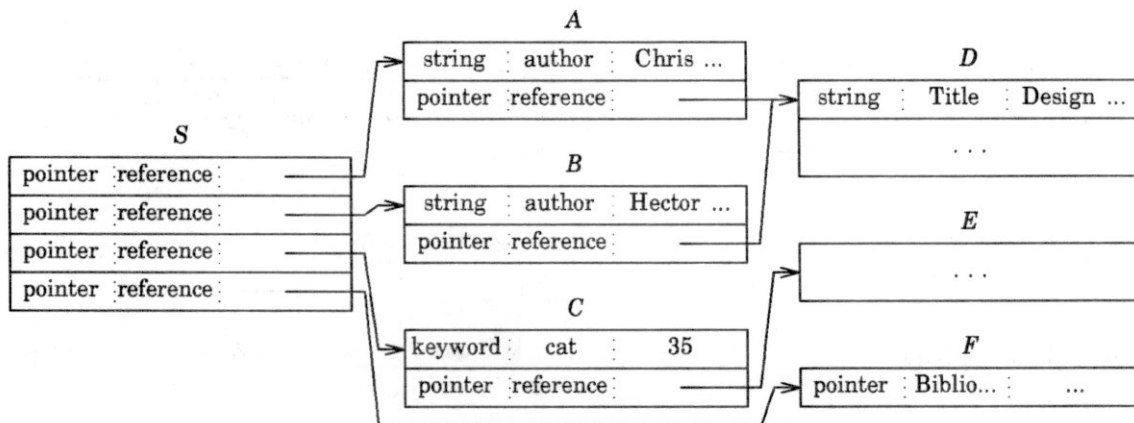 A
string author Chris ...
pointer reference
D
string Title Design ...
...
S
pointer reference
pointer reference
pointer reference
pointer reference
B
string author Hector ...
pointer reference
E
...
C
keyword cat 35
pointer reference
F
pointer Biblio... ...